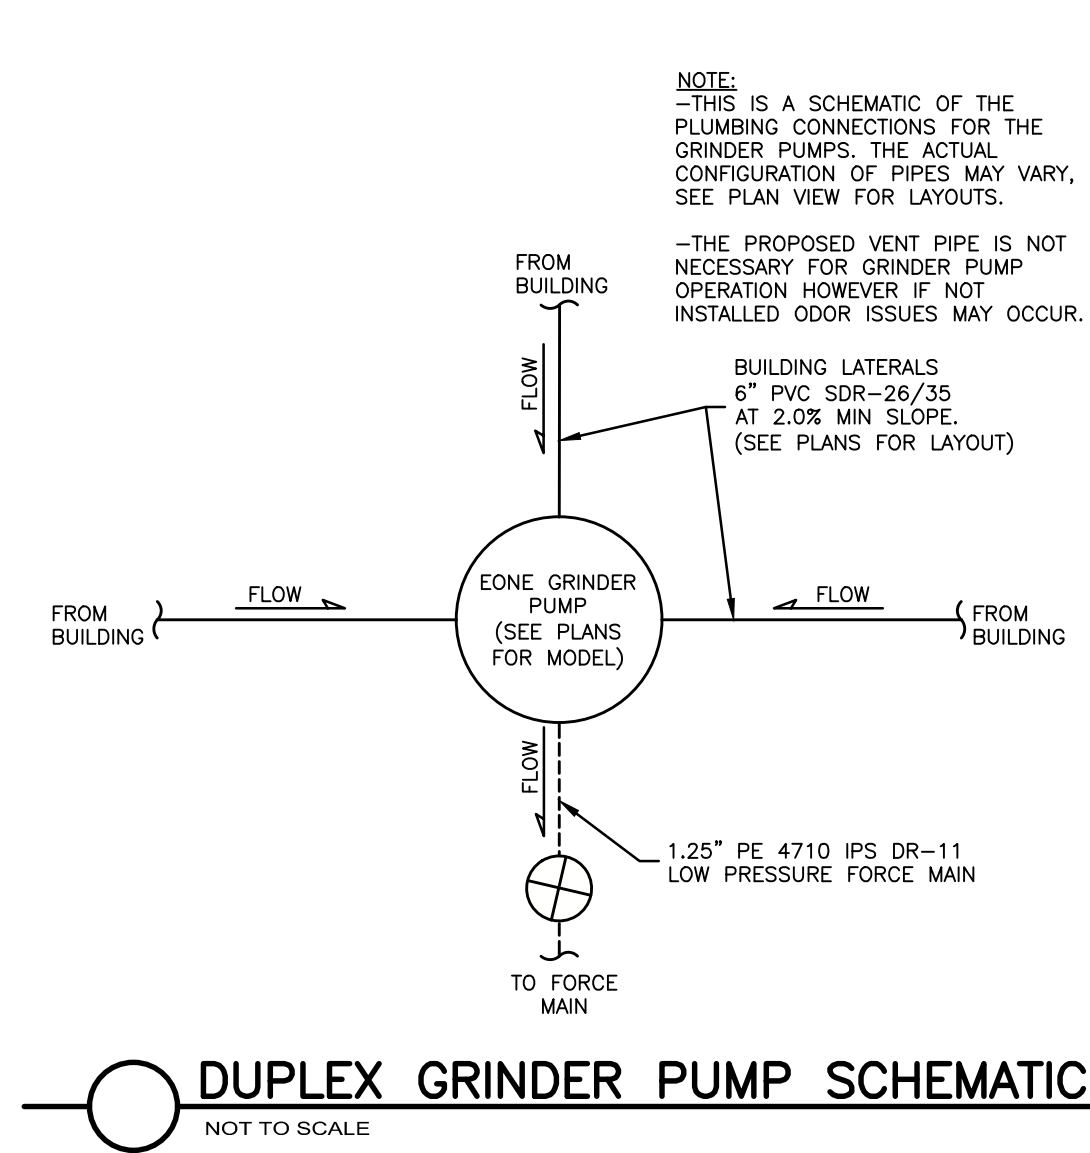 NOTE:
–THIS IS A SCHEMATIC OF THE
PLUMBING CONNECTIONS FOR THE
GRINDER PUMPS. THE ACTUAL
CONFIGURATION OF PIPES MAY VARY,
SEE PLAN VIEW FOR LAYOUTS.
–THE PROPOSED VENT PIPE IS NOT
NECESSARY FOR GRINDER PUMP
OPERATION HOWEVER IF NOT
INSTALLED ODOR ISSUES MAY OCCUR.
FROM
BUILDING
FLOW
BUILDING LATERALS
6" PVC SDR–26/35
AT 2.0% MIN SLOPE.
(SEE PLANS FOR LAYOUT)
FROM
BUILDING
FLOW
EONE GRINDER
PUMP
(SEE PLANS
FOR MODEL)
FLOW
FROM
BUILDING
FLOW
1.25" PE 4710 IPS DR–11
LOW PRESSURE FORCE MAIN
TO FORCE
MAIN
DUPLEX GRINDER PUMP SCHEMATIC
NOT TO SCALE